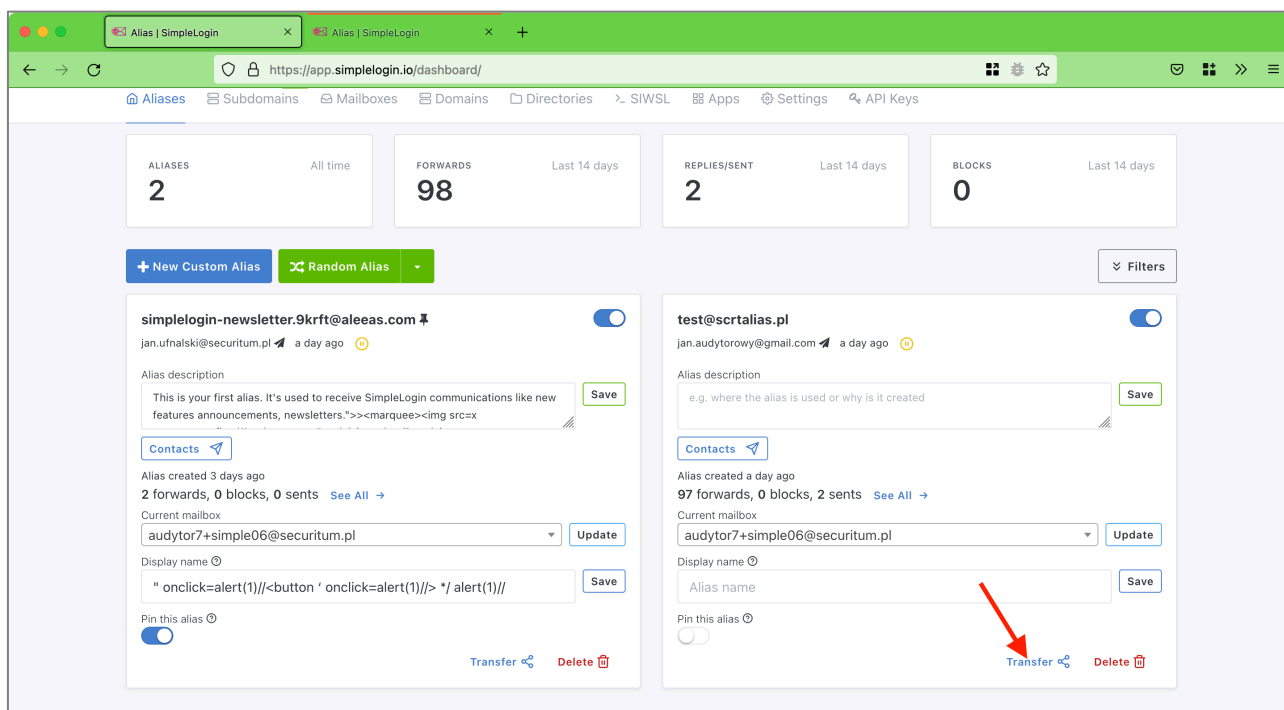 Alias | SimpleLogin
Alias | SimpleLogin
https://app.simplelogin.io/dashboard/
Aliases Subdomains Mailboxes Domains Directories SIWSL Apps Settings API Keys
ALIASES All time
2
FORWARDS Last 14 days
98
REPLIES/SENT Last 14 days
2
BLOCKS Last 14 days
0
New Custom Alias Random Alias Filters
simplelogin-newsletter.9krft@aleeas.com
jan.ufnalski@securitum.pl a day ago
Alias description
This is your first alias. It's used to receive SimpleLogin communications like new
features announcements, newsletters.">><marquee><img src=x
Save
Contacts
Alias created 3 days ago
2 forwards, 0 blocks, 0 sents See All →
Current mailbox
audytor7+simple06@securitum.pl Update
Display name
" onclick=alert(1)//<button ‘ onclick=alert(1)//> */ alert(1)// Save
Pin this alias
Transfer Delete
test@scrtalias.pl
jan.audytorowy@gmail.com a day ago
Alias description
e.g. where the alias is used or why is it created Save
Contacts
Alias created a day ago
97 forwards, 0 blocks, 2 sents See All →
Current mailbox
audytor7+simple06@securitum.pl Update
Display name
Alias name Save
Pin this alias
Transfer Delete